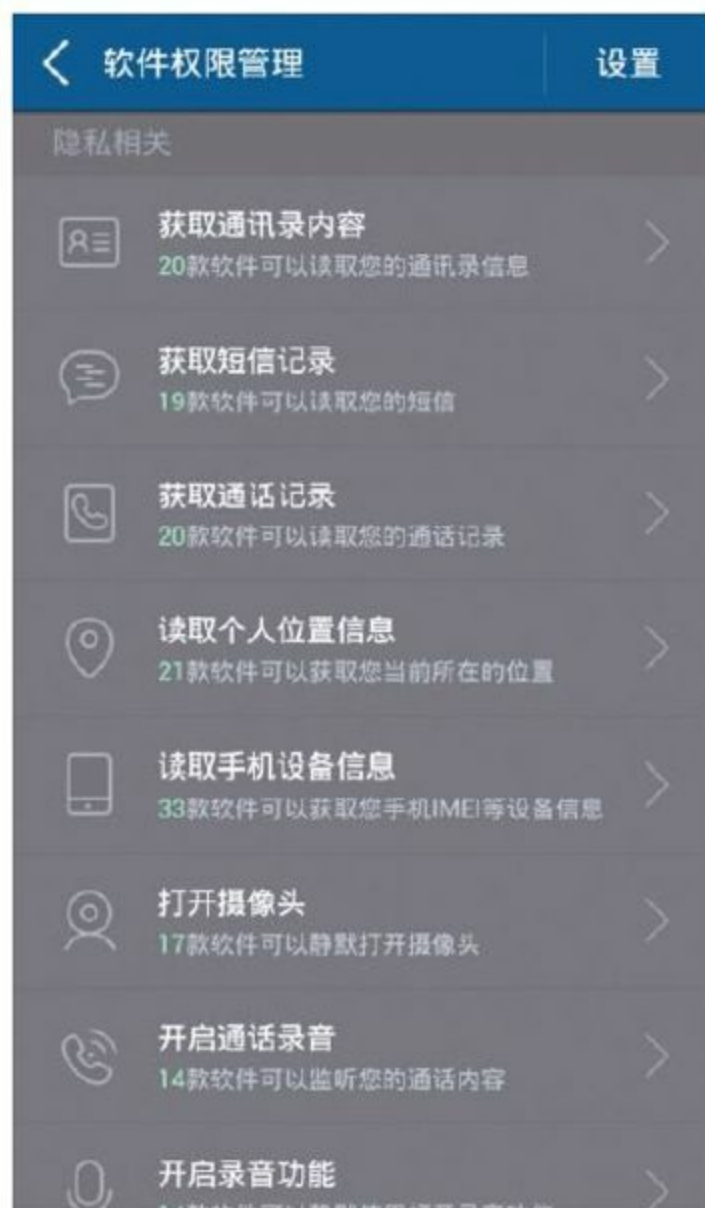 软件权限管理
设置
隐私相关
获取通讯录内容
20款软件可以读取您的通讯录信息
获取短信记录
19款软件可以读取您的短信
获取通话记录
20款软件可以读取您的通话记录
读取个人位置信息
21款软件可以获取您当前所在的位置
读取手机设备信息
33款软件可以获取您手机IMEI等设备信息
打开摄像头
17款软件可以静默打开摄像头
开启通话录音
14款软件可以监听您的通话内容
开启录音功能